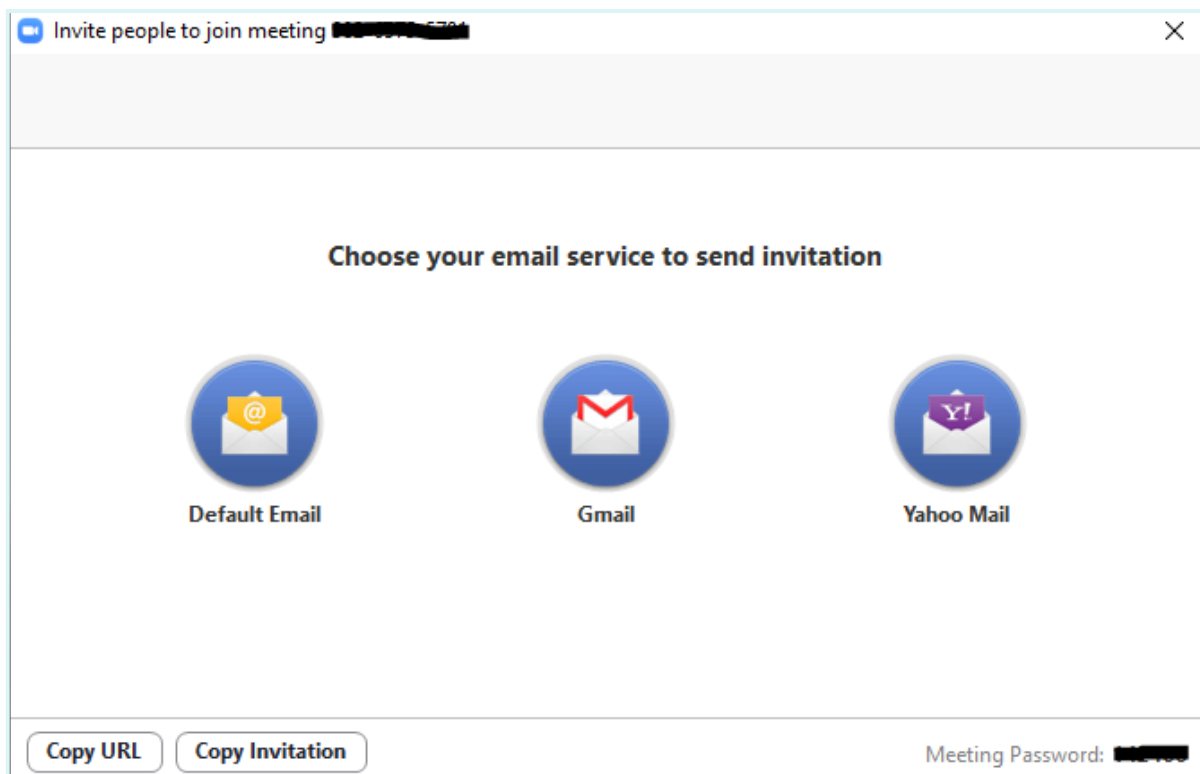 Invite people to join meeting
Choose your email service to send invitation
@
Y!
Default Email Gmail Yahoo Mail
Copy URL Copy Invitation Meeting Password: